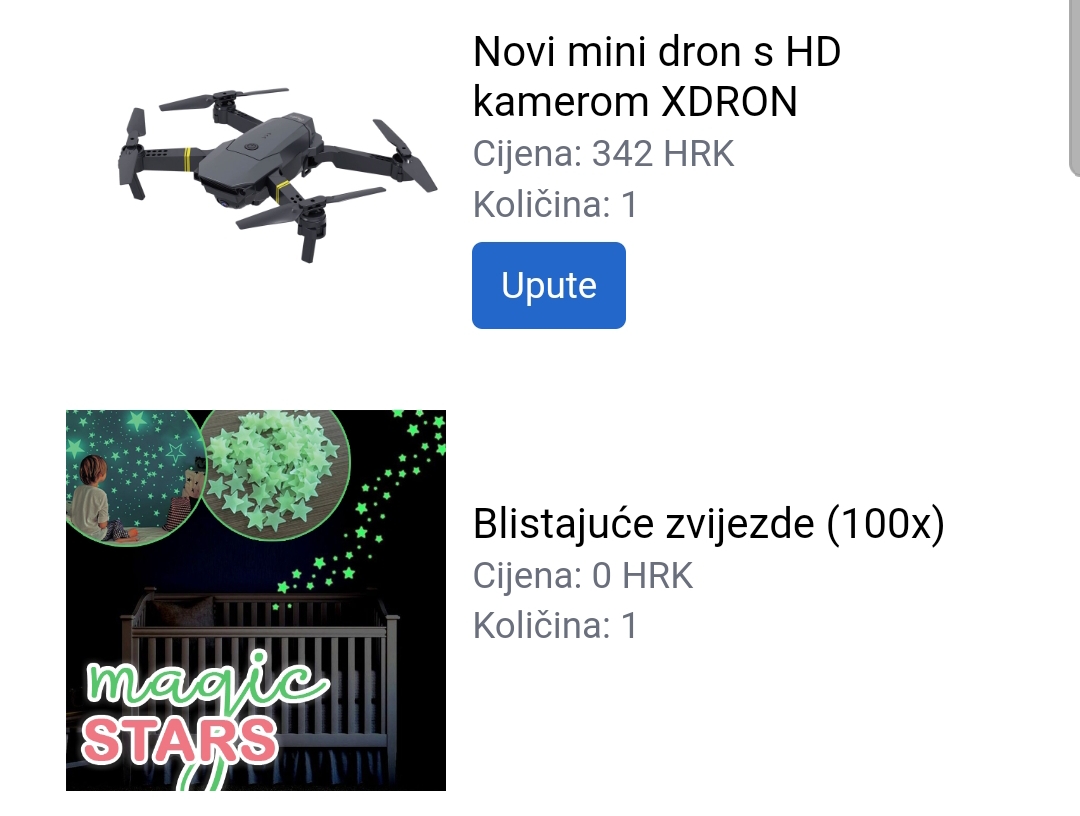 Novi mini dron s HD
kamerom XDRON
Cijena: 342 HRK
Količina: 1
Upute
Blistajuće zvijezde (100x)
Cijena: 0 HRK
Količina: 1
magic
STARS